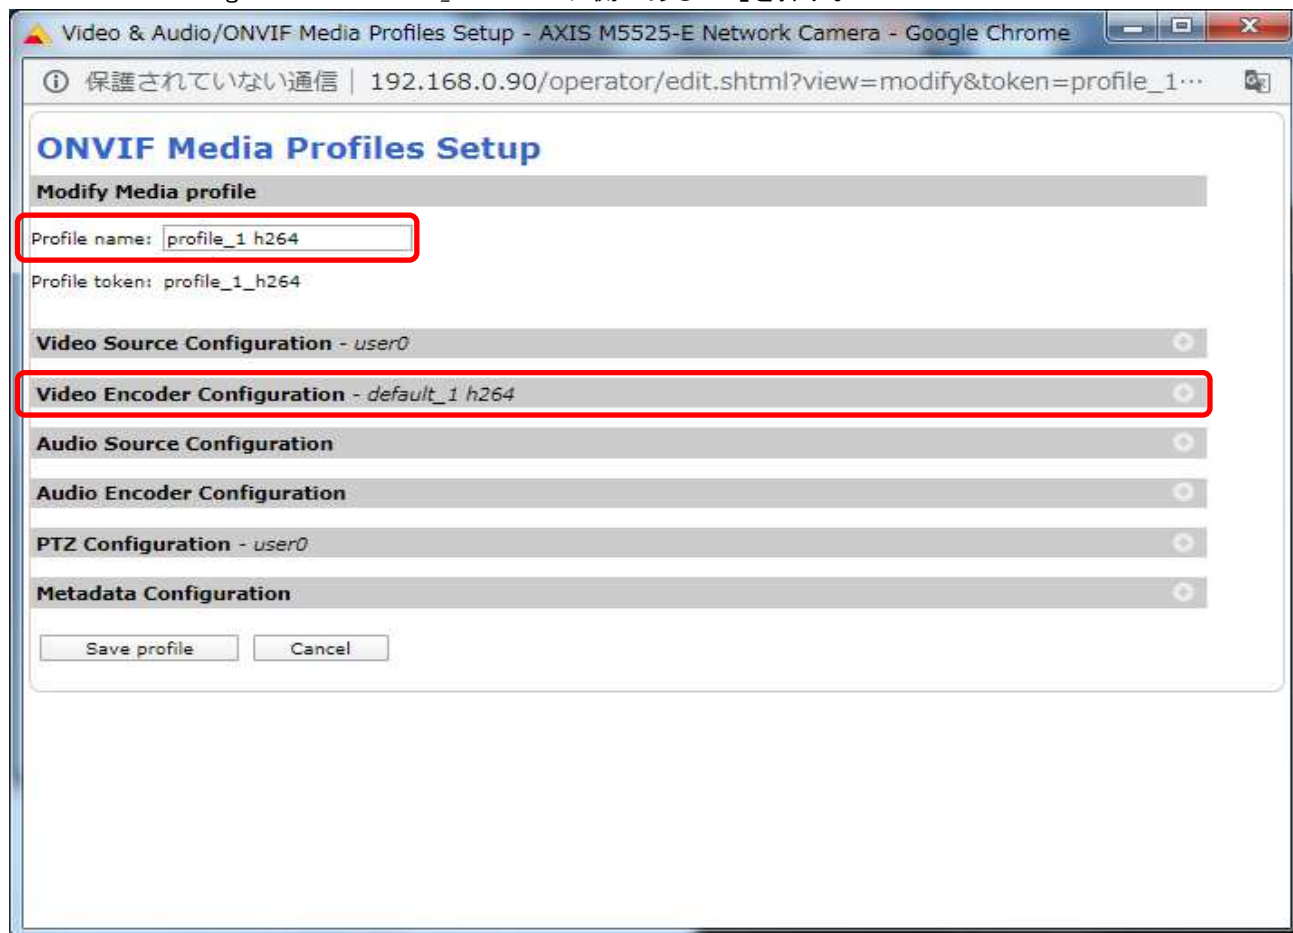 Video & Audio/ONVIF Media Profiles Setup - AXIS M5525-E Network Camera - Google Chrome
保護されていない通信 | 192.168.0.90/operator/edit.shtml?view=modify&token=profile_1…
ONVIF Media Profiles Setup
Modify Media profile
Profile name: profile_1 h264
Profile token: profile_1_h264
Video Source Configuration - user0
Video Encoder Configuration - default_1 h264
Audio Source Configuration
Audio Encoder Configuration
PTZ Configuration - user0
Metadata Configuration
Save profile Cancel